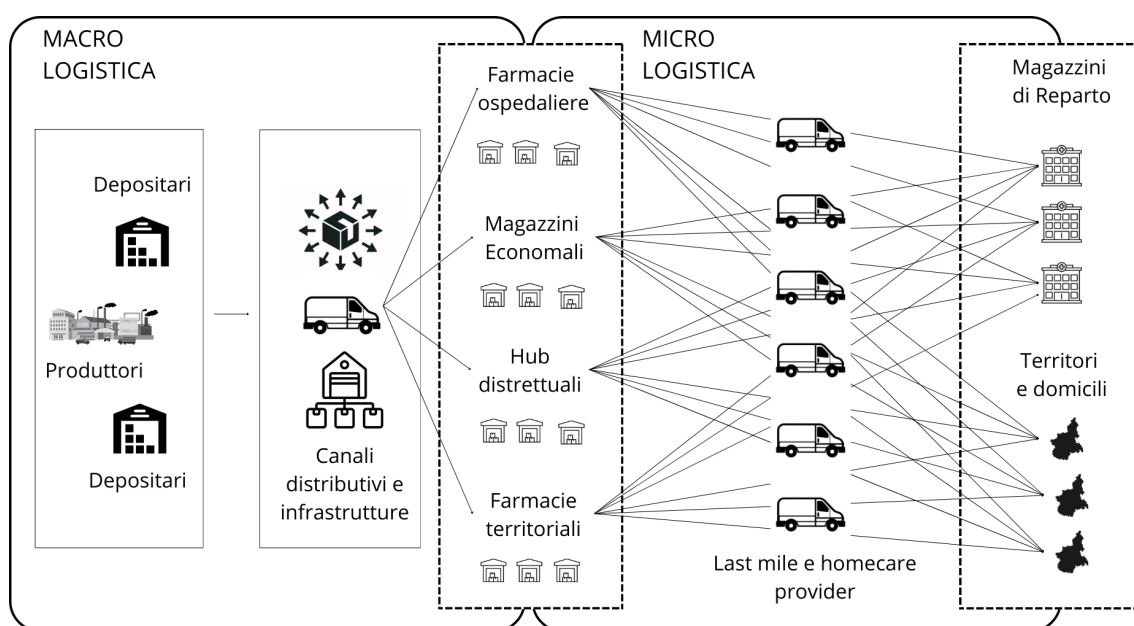 MACRO
LOGISTICA
Depositari
Produttori
Depositari
Canali
distributivi e
infrastrutture
Farmacie
ospedaliere
Magazzini
Economali
Hub
distrettuali
Farmacie
territoriali
MICRO
LOGISTICA
Last mile e homecare
provider
Magazzini
di Reparto
Territori
e domicili